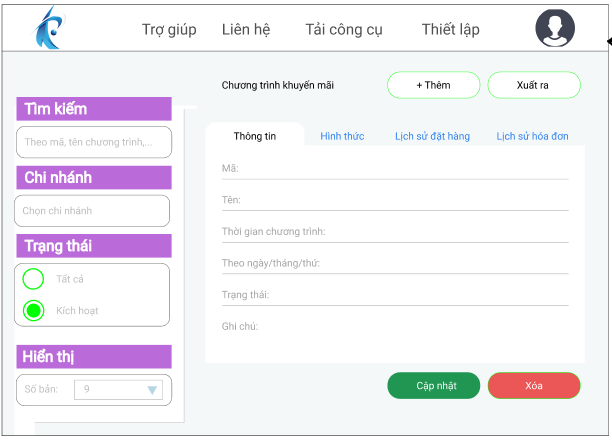 Trợ giúp Liên hệ Tải công cụ Thiết lập
Chương trình khuyến mãi + Thêm Xuất ra
Tìm kiếm
Theo mã, tên chương trình,...
Chi nhánh
Chọn chi nhánh
Trạng thái
Tất cả
Kích hoạt
Hiển thị
Số bản: 9
Thông tin Hình thức Lịch sử đặt hàng Lịch sử hóa đơn
Mã:
Tên:
Thời gian chương trình:
Theo ngày/tháng/thứ:
Trạng thái:
Ghi chú:
Cập nhật Xóa